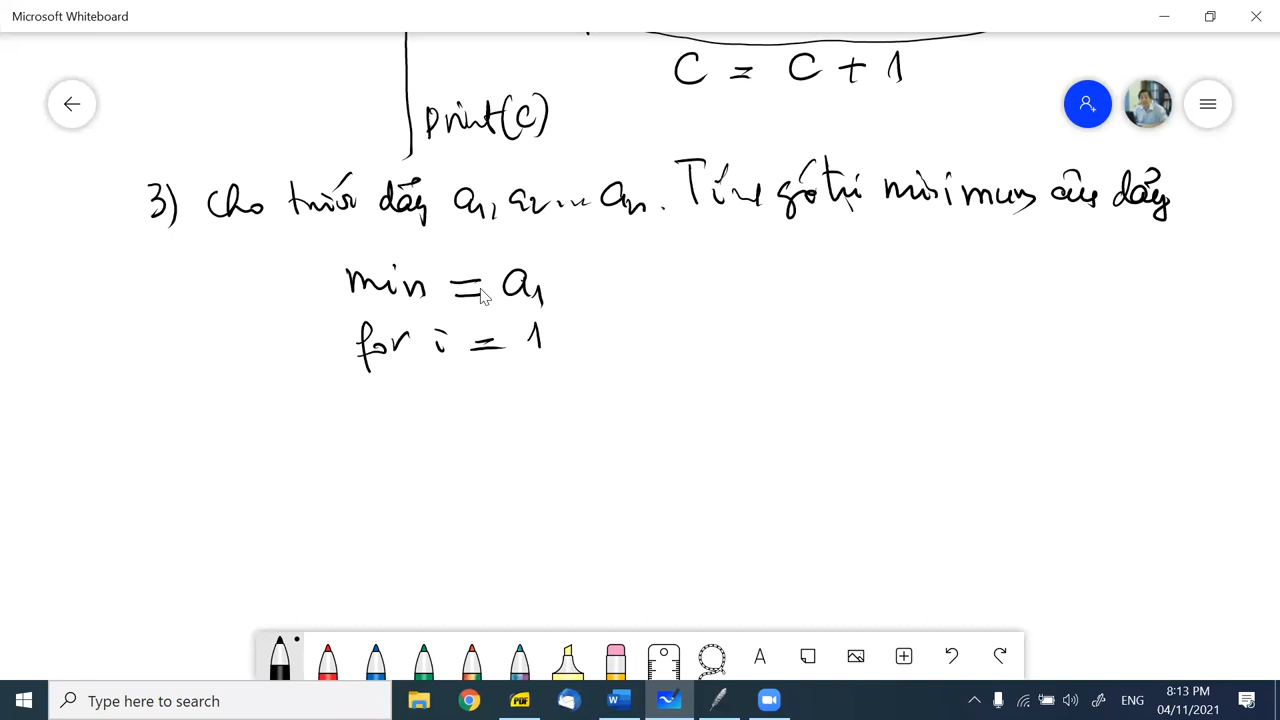 Microsoft Whiteboard
C = C + 1
print(C)
3) cho trước dãy a1, a2 ... an. Tính giá trị minimum của dãy
min = a1
for i = 1
A
Type here to search
PDF
ENG
8:13 PM
04/11/2021